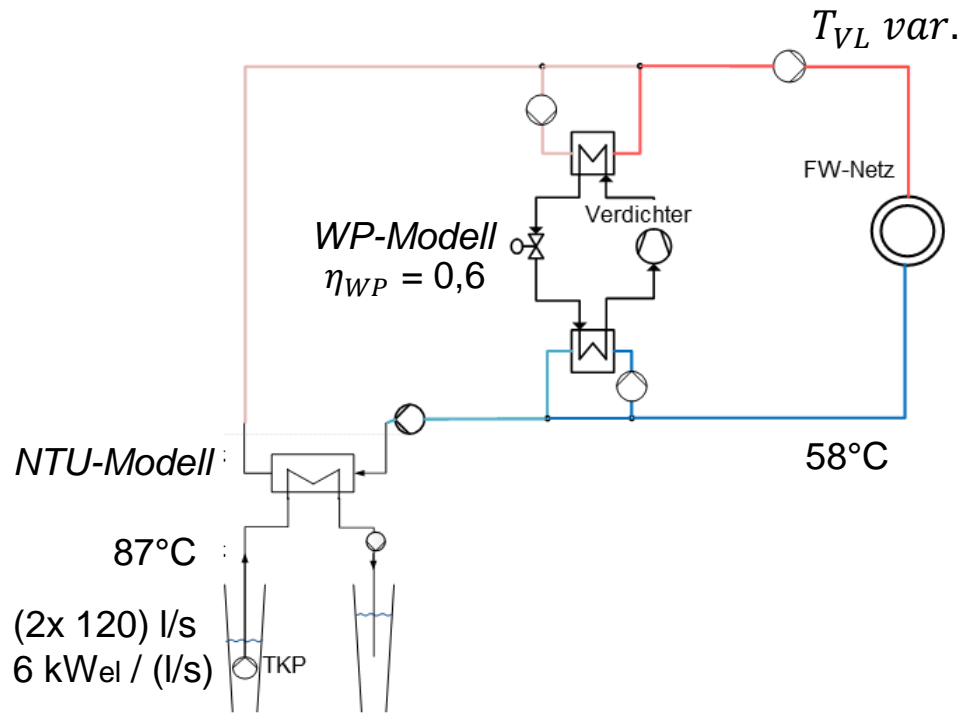 T_VL var.
FW-Netz
Verdichter
WP-Modell
η_WP = 0,6
58°C
NTU-Modell
87°C
(2x 120) l/s
6 kWel / (l/s)
TKP